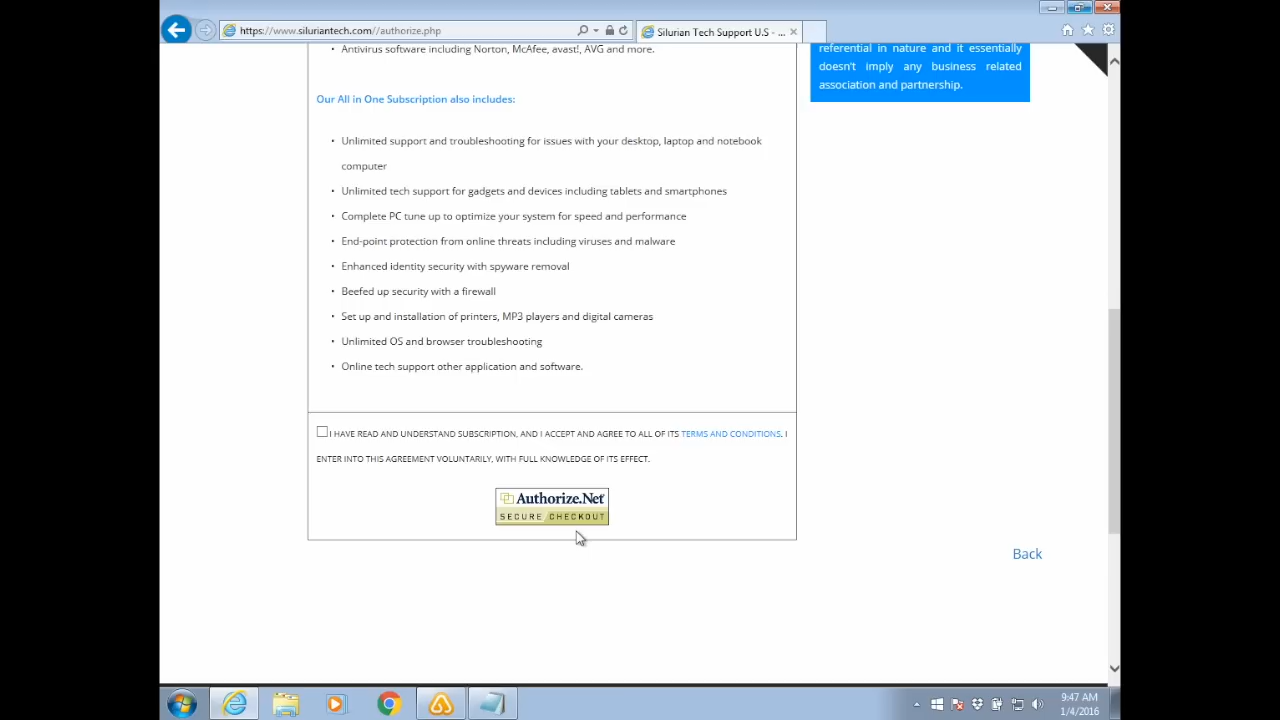 https://www.siluriantech.com//authorize.php
Silurian Tech Support U.S - ...
• Antivirus software including Norton, McAfee, avast!, AVG and more.
referential in nature and it essentially
doesn't imply any business related
association and partnership.
Our All in One Subscription also includes:
• Unlimited support and troubleshooting for issues with your desktop, laptop and notebook
computer
• Unlimited tech support for gadgets and devices including tablets and smartphones
• Complete PC tune up to optimize your system for speed and performance
• End-point protection from online threats including viruses and malware
• Enhanced identity security with spyware removal
• Beefed up security with a firewall
• Set up and installation of printers, MP3 players and digital cameras
• Unlimited OS and browser troubleshooting
• Online tech support other application and software.
I HAVE READ AND UNDERSTAND SUBSCRIPTION, AND I ACCEPT AND AGREE TO ALL OF ITS TERMS AND CONDITIONS. I
ENTER INTO THIS AGREEMENT VOLUNTARILY, WITH FULL KNOWLEDGE OF ITS EFFECT.
Authorize.Net
SECURE CHECKOUT
Back
9:47 AM
1/4/2016